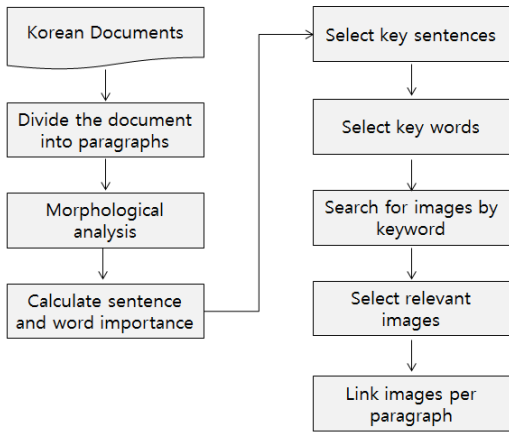 Korean Documents
Divide the document
into paragraphs
Morphological
analysis
Calculate sentence
and word importance
Select key sentences
Select key words
Search for images by
keyword
Select relevant
images
Link images per
paragraph